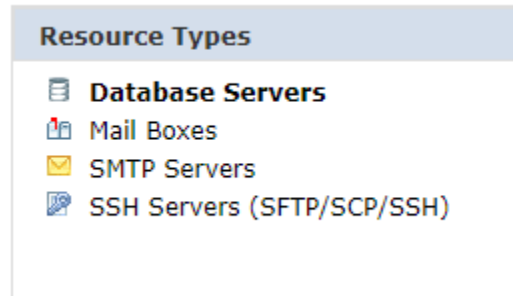 Resource Types
Database Servers
Mail Boxes
SMTP Servers
SSH Servers (SFTP/SCP/SSH)